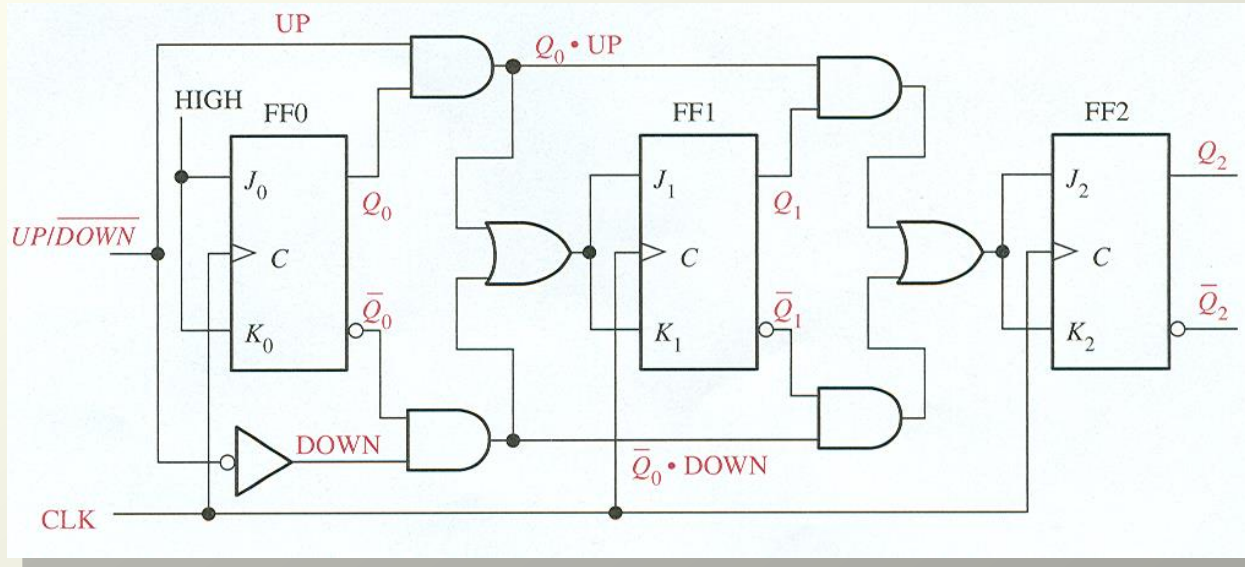 UP
Q₀ • UP
HIGH
FF0
FF1
FF2
J₀
J₁
J₂
Q₂
Q₀
Q₁
UP/D̅O̅W̅N̅
C
C
C
Q̅₀
Q̅₁
Q̅₂
K₀
K₁
K₂
DOWN
Q̅₀ • DOWN
CLK